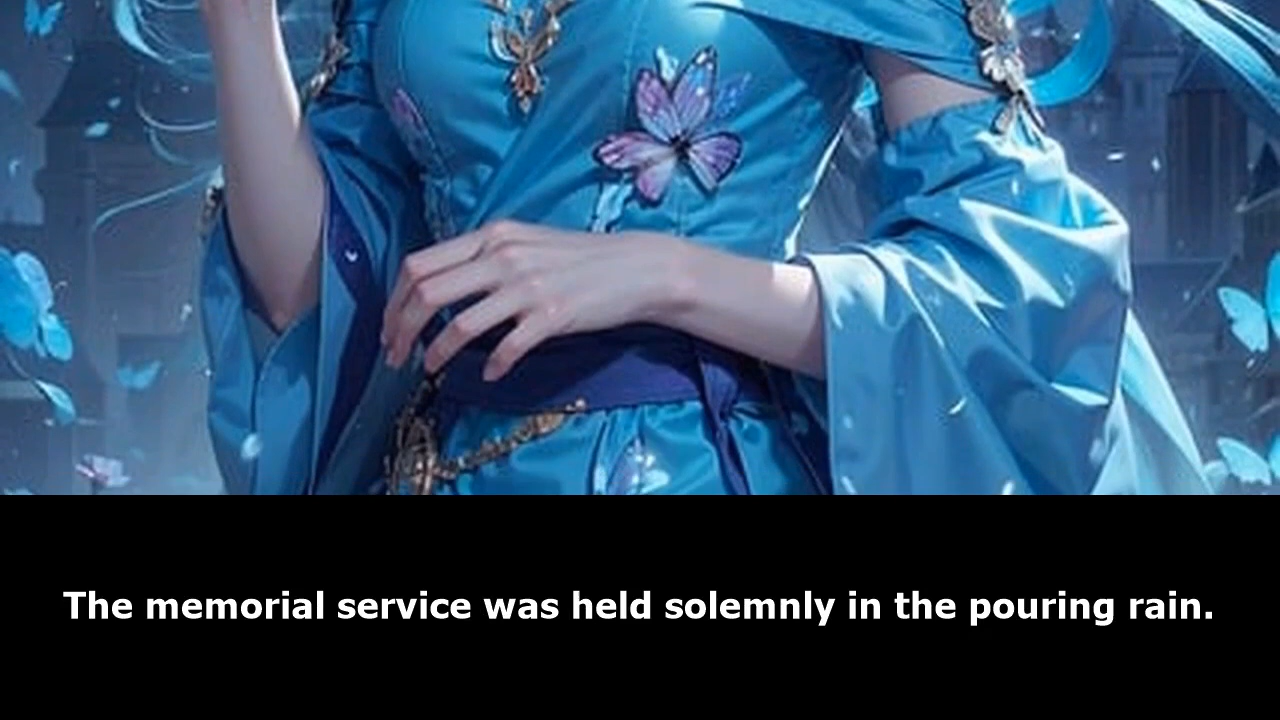 The memorial service was held solemnly in the pouring rain.